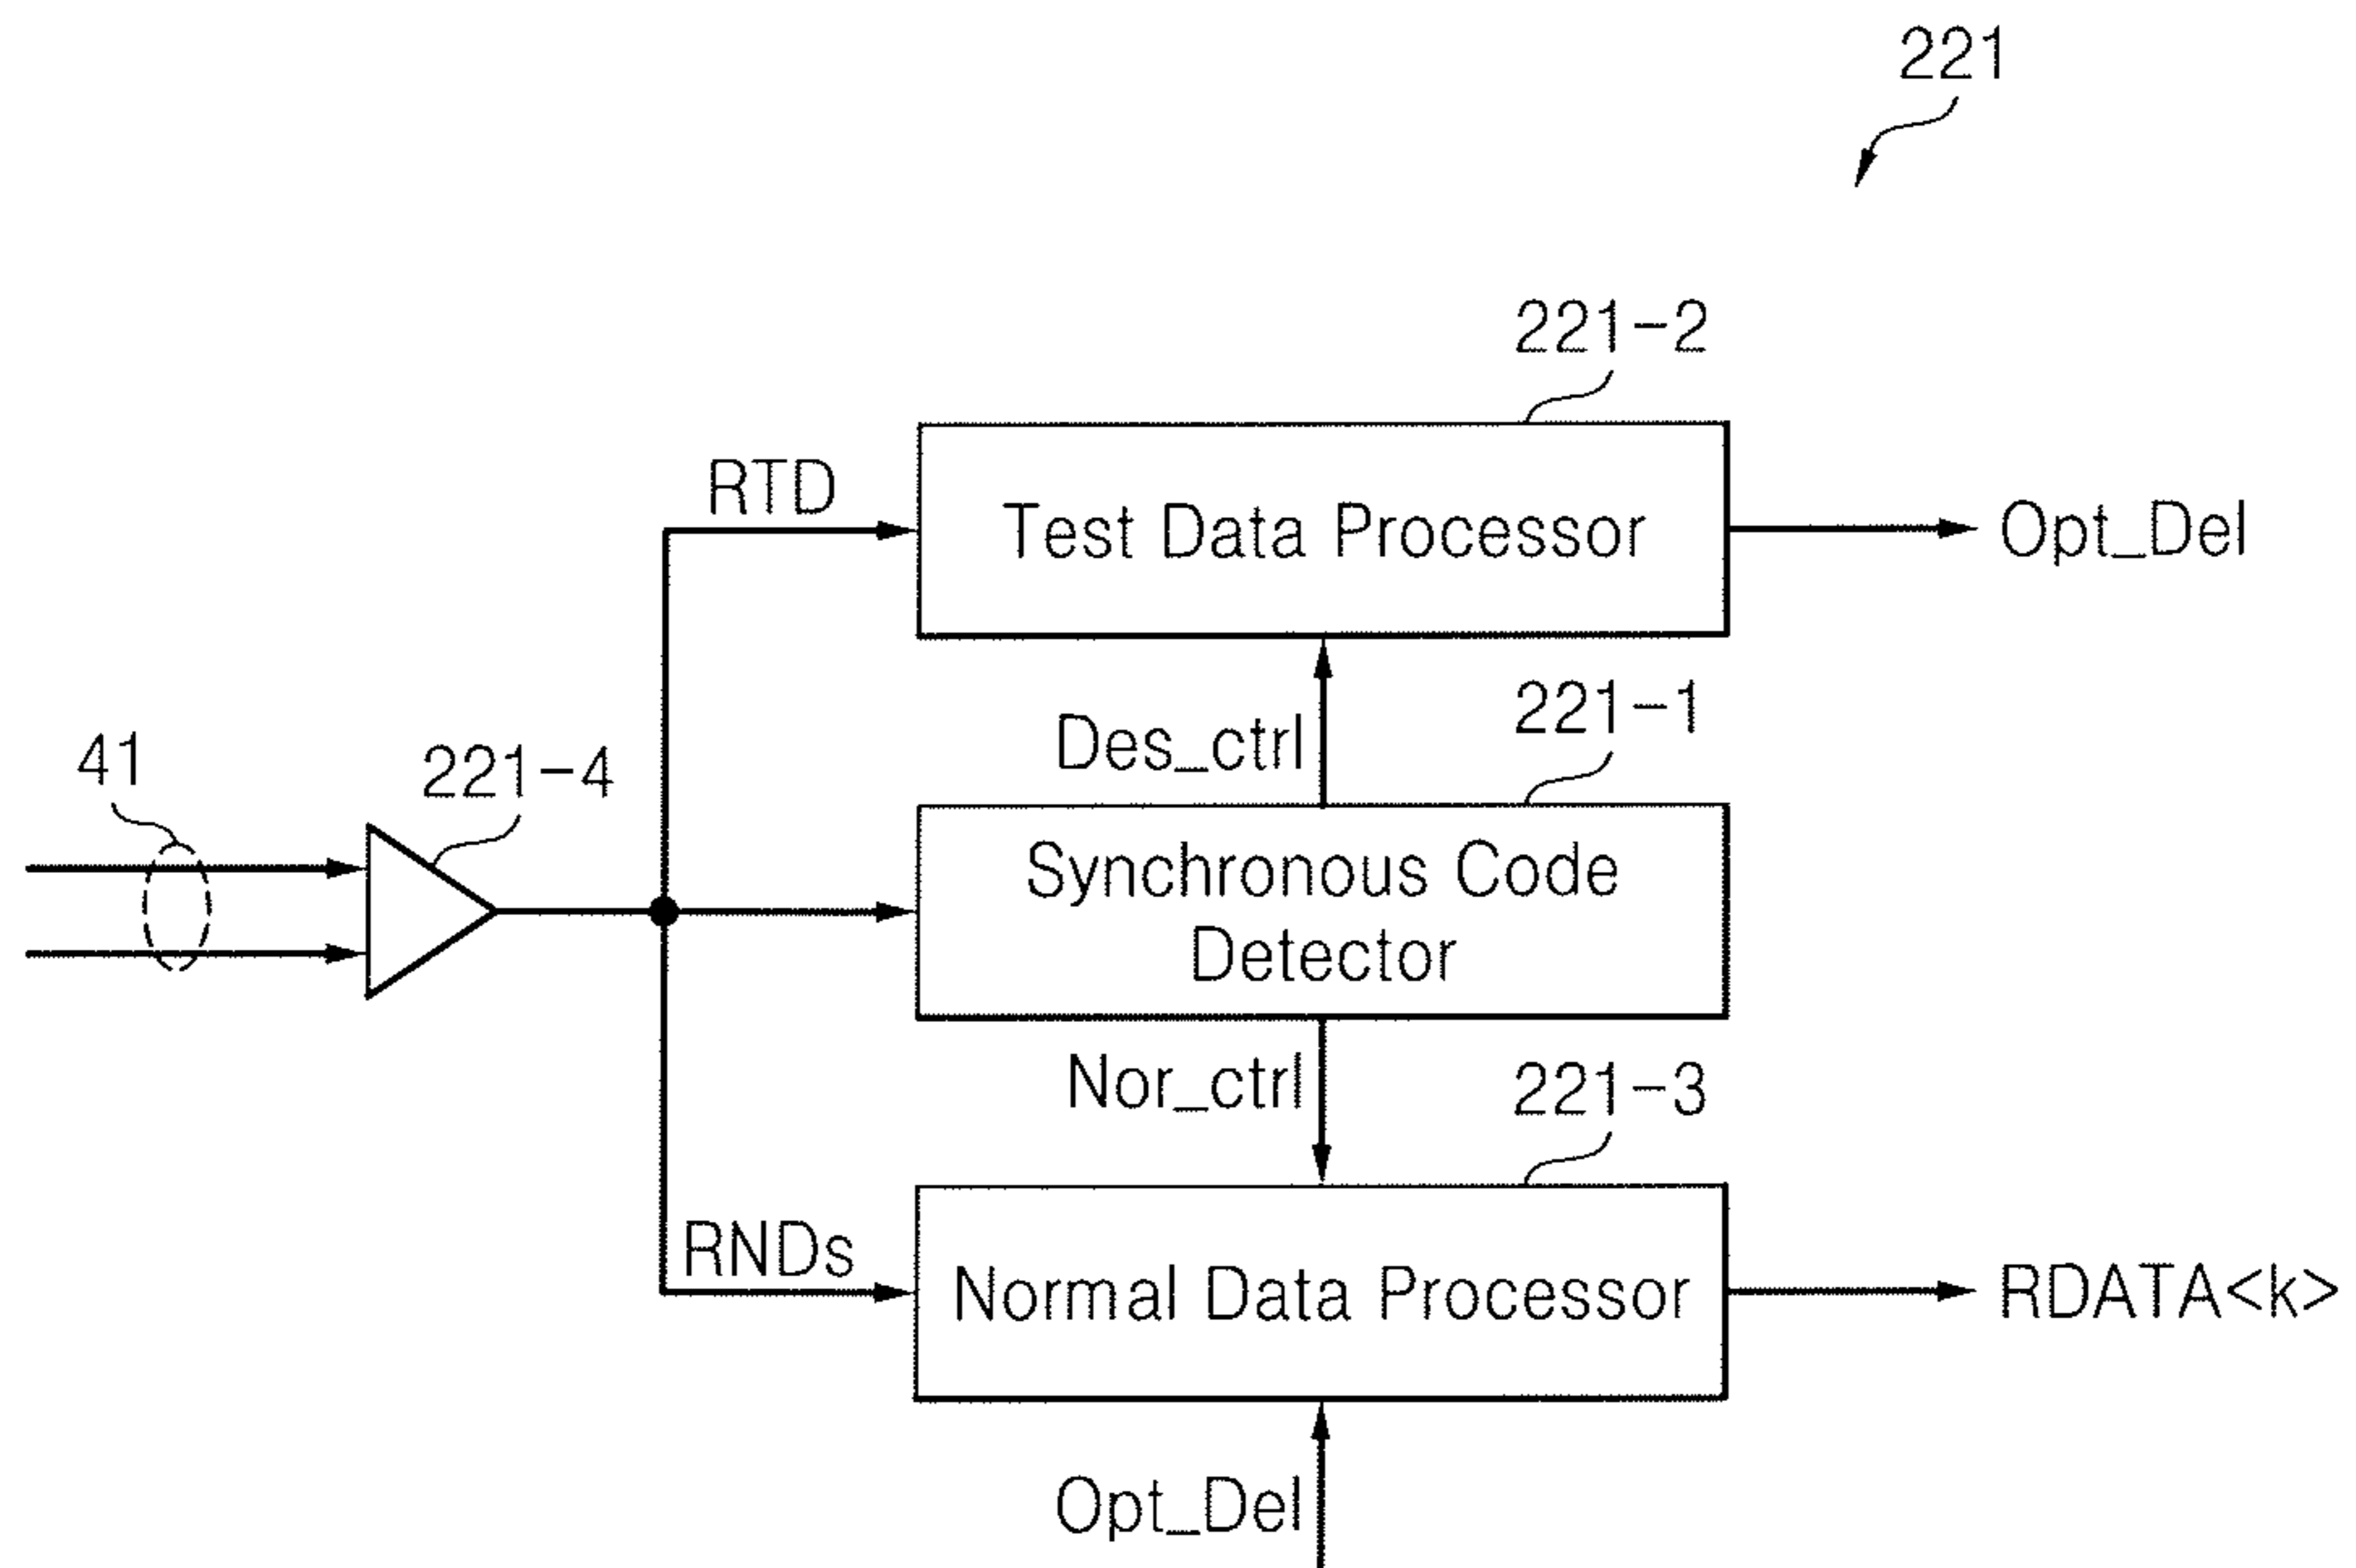 221
221-2
RTD
Test Data Processor
Opt_Del
Des_ctrl
221-1
41
221-4
Synchronous Code
Detector
Nor_ctrl
221-3
RNDs
Normal Data Processor
RDATA<k>
Opt_Del